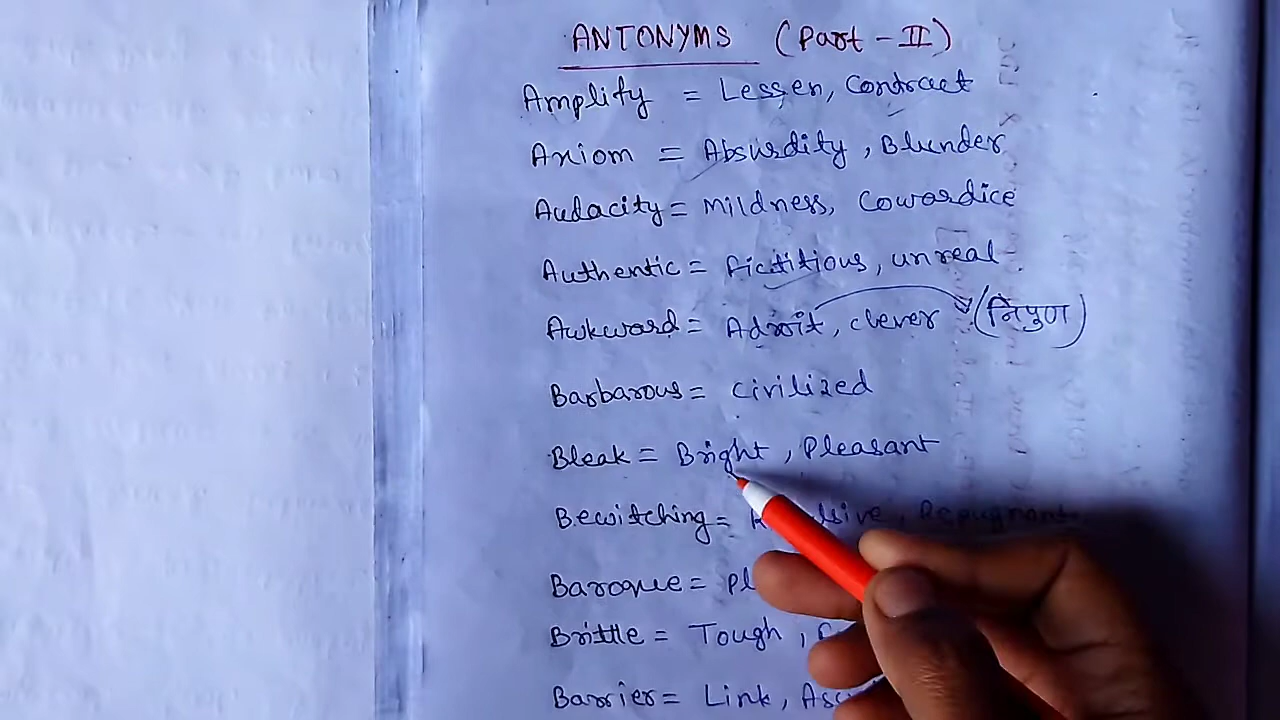 ANTONYMS (Part - II)
Amplify = Lessen, Contract
Axiom = Absurdity, Blunder
Audacity = Mildness, Cowardice
Authentic = Fictitious, unreal
Awkward = Adroit, clever (निपुण)
Barbarous = Civilized
Bleak = Bright, Pleasant
Bewitching = Repugnant
Baroque =
Brittle = Tough,
Barrier = Link,